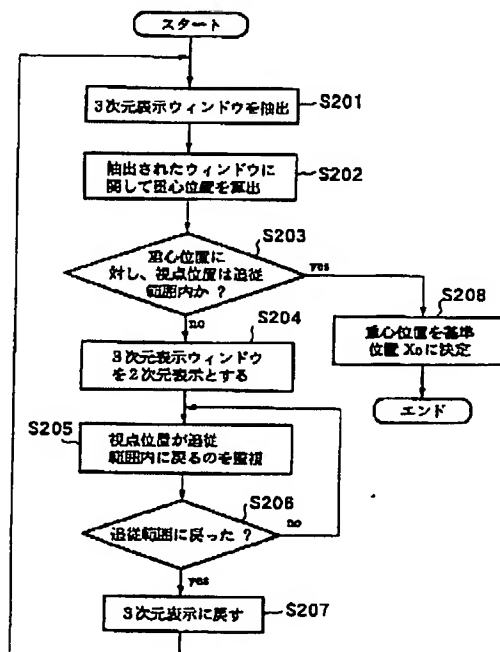 スタート
3次元表示ウィンドウを抽出
S201
抽出されたウィンドウに
関して重心位置を算出
S202
重心位置に
対し、視点位置は追従
範囲内か？
S203
yes
no
S208
重心位置を基準
位置 X0に決定
エンド
S204
3次元表示ウィンドウ
を2次元表示とする
S205
視点位置が追従
範囲内に戻るのを監視
S206
追従範囲に戻った？
no
yes
3次元表示に戻す
S207